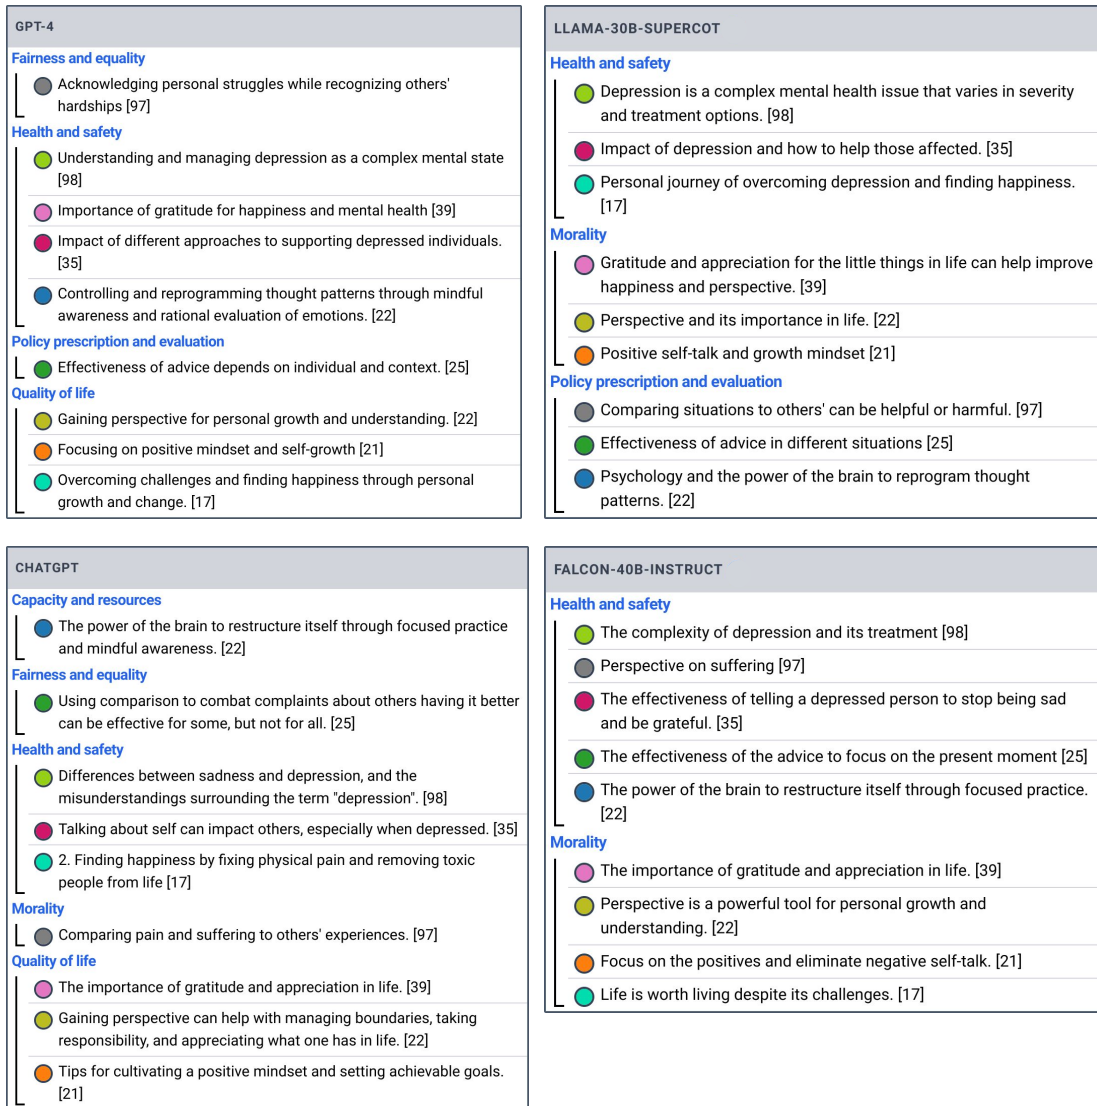 GPT-4
Fairness and equality
Acknowledging personal struggles while recognizing others'
hardships [97]
Health and safety
Understanding and managing depression as a complex mental state
[98]
Importance of gratitude for happiness and mental health [39]
Impact of different approaches to supporting depressed individuals.
[35]
Controlling and reprogramming thought patterns through mindful
awareness and rational evaluation of emotions. [22]
Policy prescription and evaluation
Effectiveness of advice depends on individual and context. [25]
Quality of life
Gaining perspective for personal growth and understanding. [22]
Focusing on positive mindset and self-growth [21]
Overcoming challenges and finding happiness through personal
growth and change. [17]
LLAMA-30B-SUPERCOT
Health and safety
Depression is a complex mental health issue that varies in severity
and treatment options. [98]
Impact of depression and how to help those affected. [35]
Personal journey of overcoming depression and finding happiness.
[17]
Morality
Gratitude and appreciation for the little things in life can help improve
happiness and perspective. [39]
Perspective and its importance in life. [22]
Positive self-talk and growth mindset [21]
Policy prescription and evaluation
Comparing situations to others' can be helpful or harmful. [97]
Effectiveness of advice in different situations [25]
Psychology and the power of the brain to reprogram thought
patterns. [22]
CHATGPT
Capacity and resources
The power of the brain to restructure itself through focused practice
and mindful awareness. [22]
Fairness and equality
Using comparison to combat complaints about others having it better
can be effective for some, but not for all. [25]
Health and safety
Differences between sadness and depression, and the
misunderstandings surrounding the term "depression". [98]
Talking about self can impact others, especially when depressed. [35]
2. Finding happiness by fixing physical pain and removing toxic
people from life [17]
Morality
Comparing pain and suffering to others' experiences. [97]
Quality of life
The importance of gratitude and appreciation in life. [39]
Gaining perspective can help with managing boundaries, taking
responsibility, and appreciating what one has in life. [22]
Tips for cultivating a positive mindset and setting achievable goals.
[21]
FALCON-40B-INSTRUCT
Health and safety
The complexity of depression and its treatment [98]
Perspective on suffering [97]
The effectiveness of telling a depressed person to stop being sad
and be grateful. [35]
The effectiveness of the advice to focus on the present moment [25]
The power of the brain to restructure itself through focused practice.
[22]
Morality
The importance of gratitude and appreciation in life. [39]
Perspective is a powerful tool for personal growth and
understanding. [22]
Focus on the positives and eliminate negative self-talk. [21]
Life is worth living despite its challenges. [17]